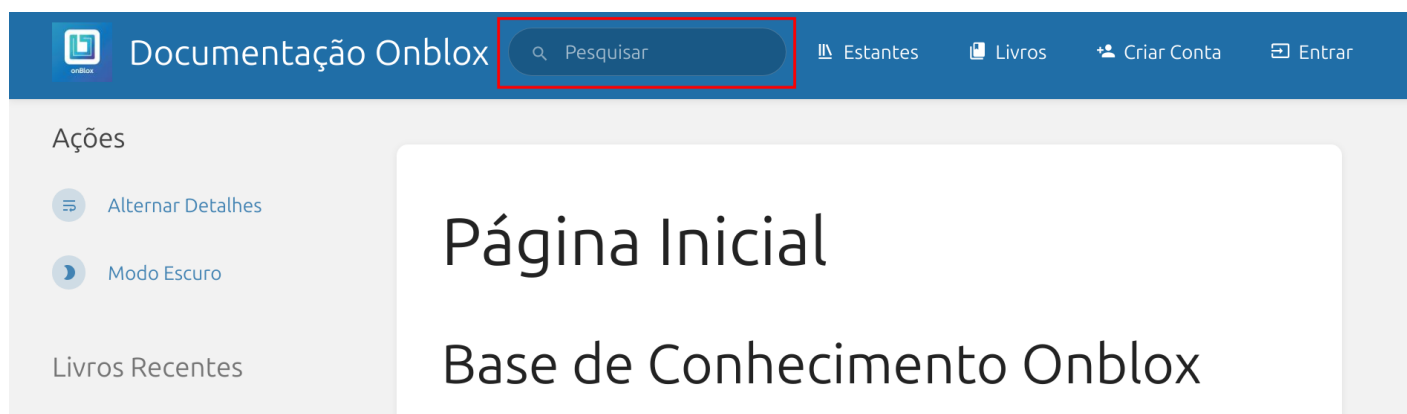 onBlox
Documentação Onblox
Pesquisar
Estantes
Livros
Criar Conta
Entrar
Ações
Alternar Detalhes
Modo Escuro
Livros Recentes
Página Inicial
Base de Conhecimento Onblox